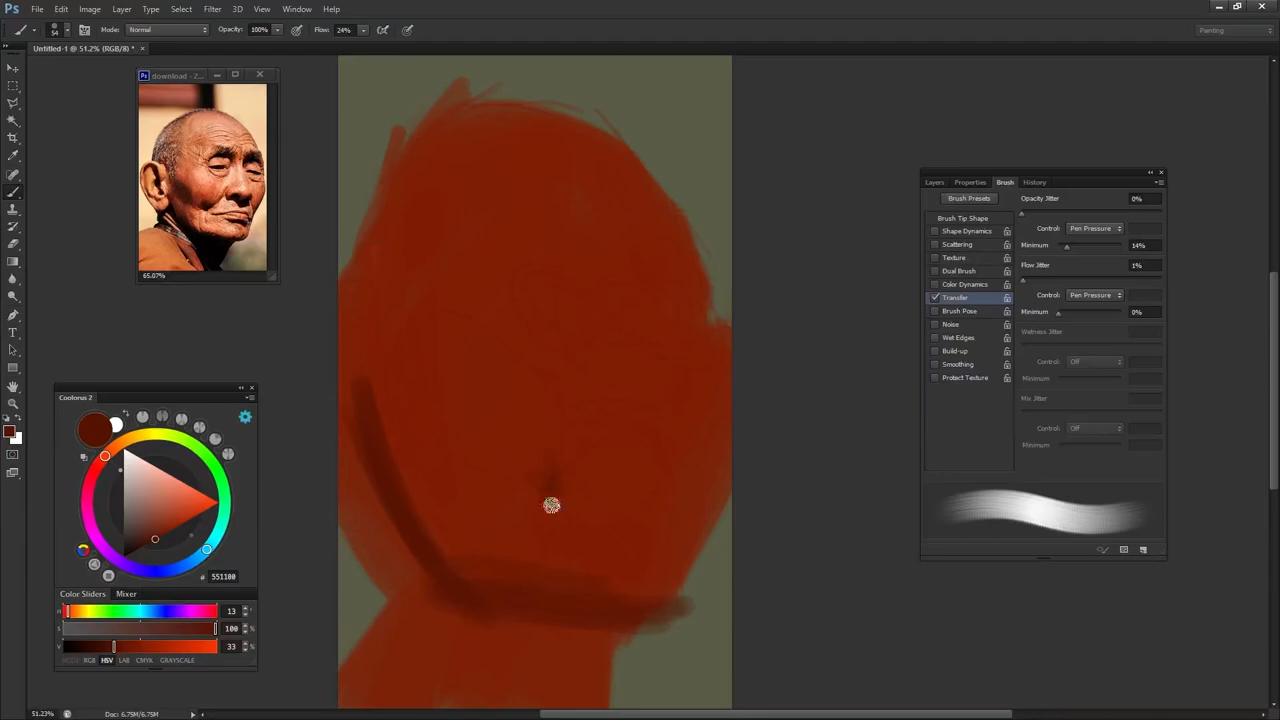 Ps File Edit Image Layer Type Select Filter 3D View Window Help
54 Mode: Normal Opacity: 100% Flow: 24% Painting
Untitled-1 @ 51.2% (RGB/8) * ×
Ps download - Z...
65.07%
Layers Properties Brush History
Brush Presets
Brush Tip Shape
Shape Dynamics
Scattering
Texture
Dual Brush
Color Dynamics
Transfer
Brush Pose
Noise
Wet Edges
Build-up
Smoothing
Protect Texture
Opacity Jitter 0%
Control: Pen Pressure
Minimum 14%
Flow Jitter 1%
Control: Pen Pressure
Minimum 0%
Wetness Jitter
Control: Off
Minimum
Mix Jitter
Control: Off
Minimum
Coolorus 2
# 551100
Color Sliders Mixer
H 13 °
S 100 %
V 33 %
MODE: RGB HSV LAB CMYK GRAYSCALE
51.23% Doc: 6.75M/6.75M